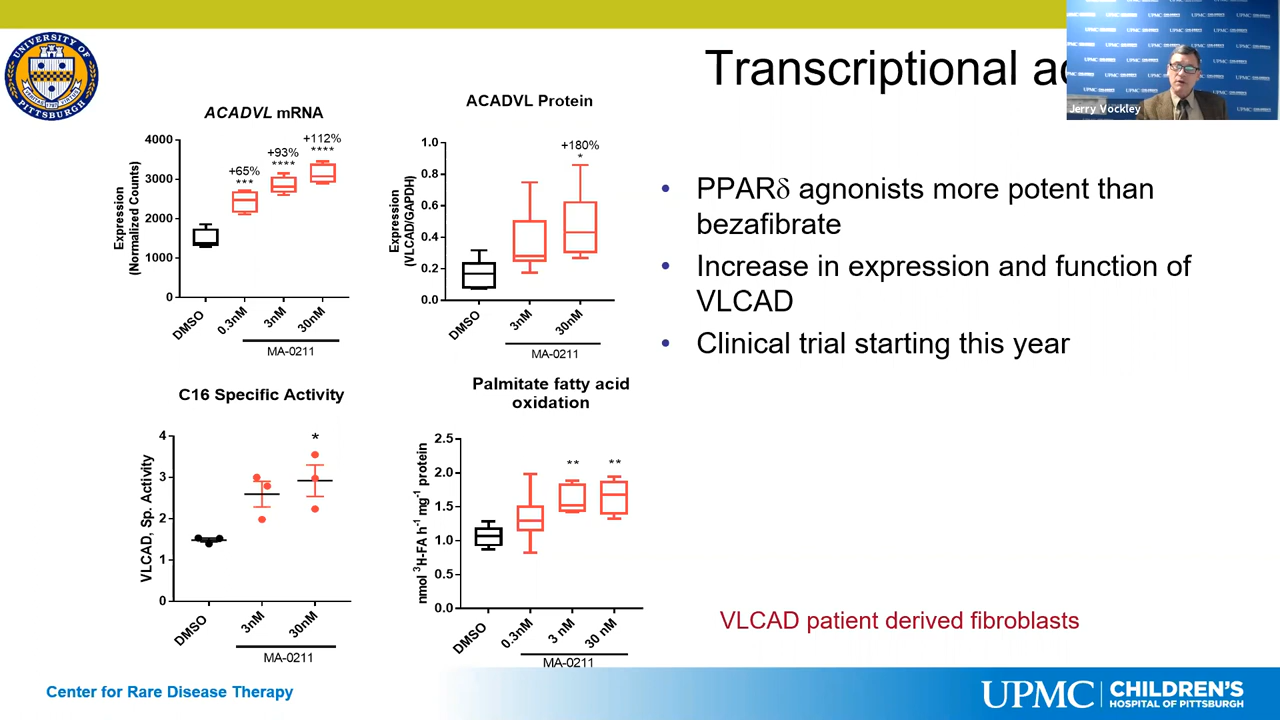 UNIVERSITY OF
PITTSBURGH
Transcriptional
Jerry Vockley
ACADVL mRNA
Expression
(Normalized Counts)
4000
3000
2000
1000
0
+65%
***
+93%
****
+112%
****
DMSO
0.3nM
3nM
30nM
MA-0211
ACADVL Protein
Expression
(VLCAD/GAPDH)
1.0
0.8
0.6
0.4
0.2
0.0
+180%
*
DMSO
3nM
30nM
MA-0211
C16 Specific Activity
VLCAD, Sp. Activity
4
3
2
1
0
*
DMSO
3nM
30nM
MA-0211
Palmitate fatty acid
oxidation
nmol ³H-FA h⁻¹ mg⁻¹ protein
2.5
2.0
1.5
1.0
0.5
0.0
**
**
DMSO
0.3nM
3 nM
30 nM
MA-0211
• PPARδ agnonists more potent than
bezafibrate
• Increase in expression and function of
VLCAD
• Clinical trial starting this year
VLCAD patient derived fibroblasts
Center for Rare Disease Therapy
UPMC CHILDREN'S
HOSPITAL OF PITTSBURGH